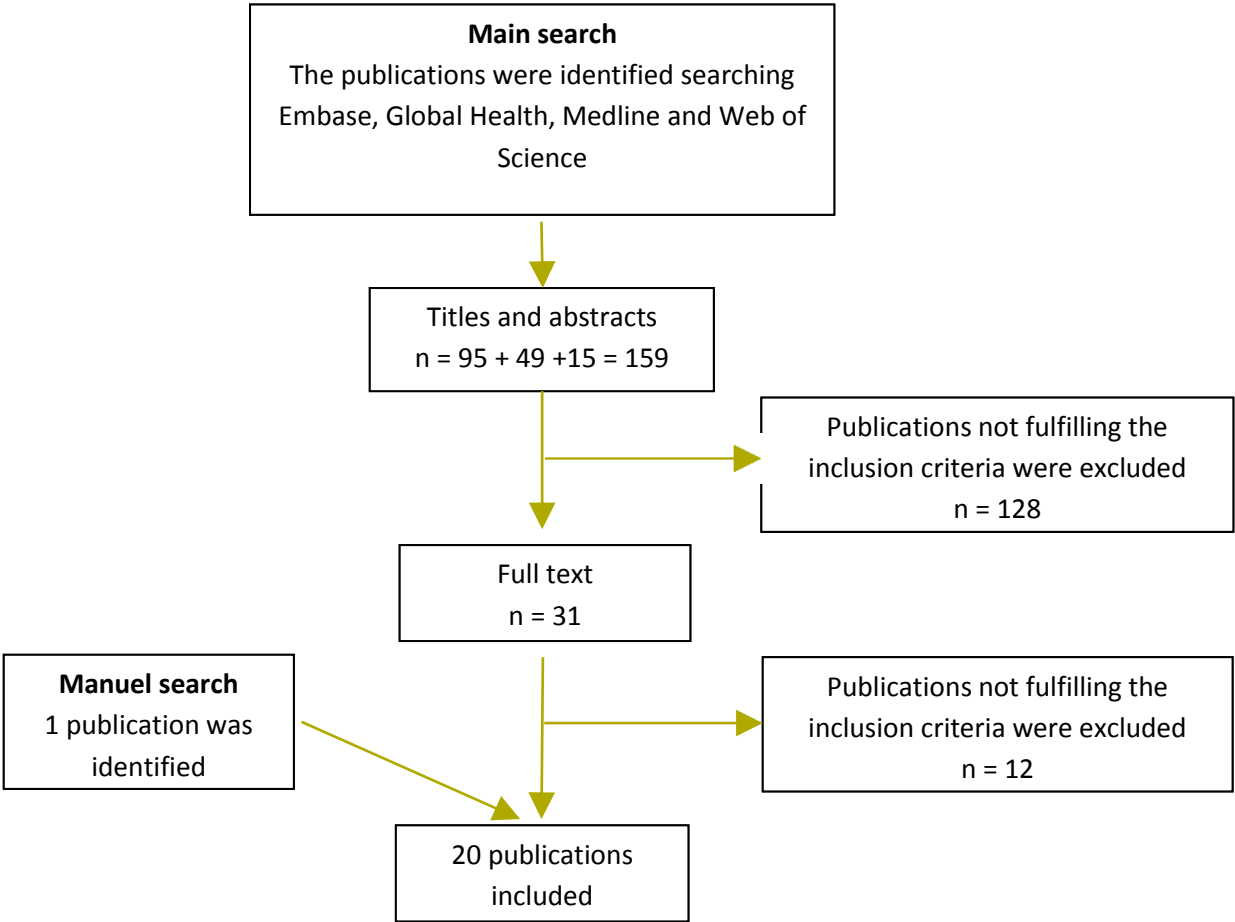 Main search
The publications were identified searching
Embase, Global Health, Medline and Web of
Science
Titles and abstracts
n = 95 + 49 +15 = 159
Publications not fulfilling the
inclusion criteria were excluded
n = 128
Full text
n = 31
Manuel search
1 publication was
identified
Publications not fulfilling the
inclusion criteria were excluded
n = 12
20 publications
included